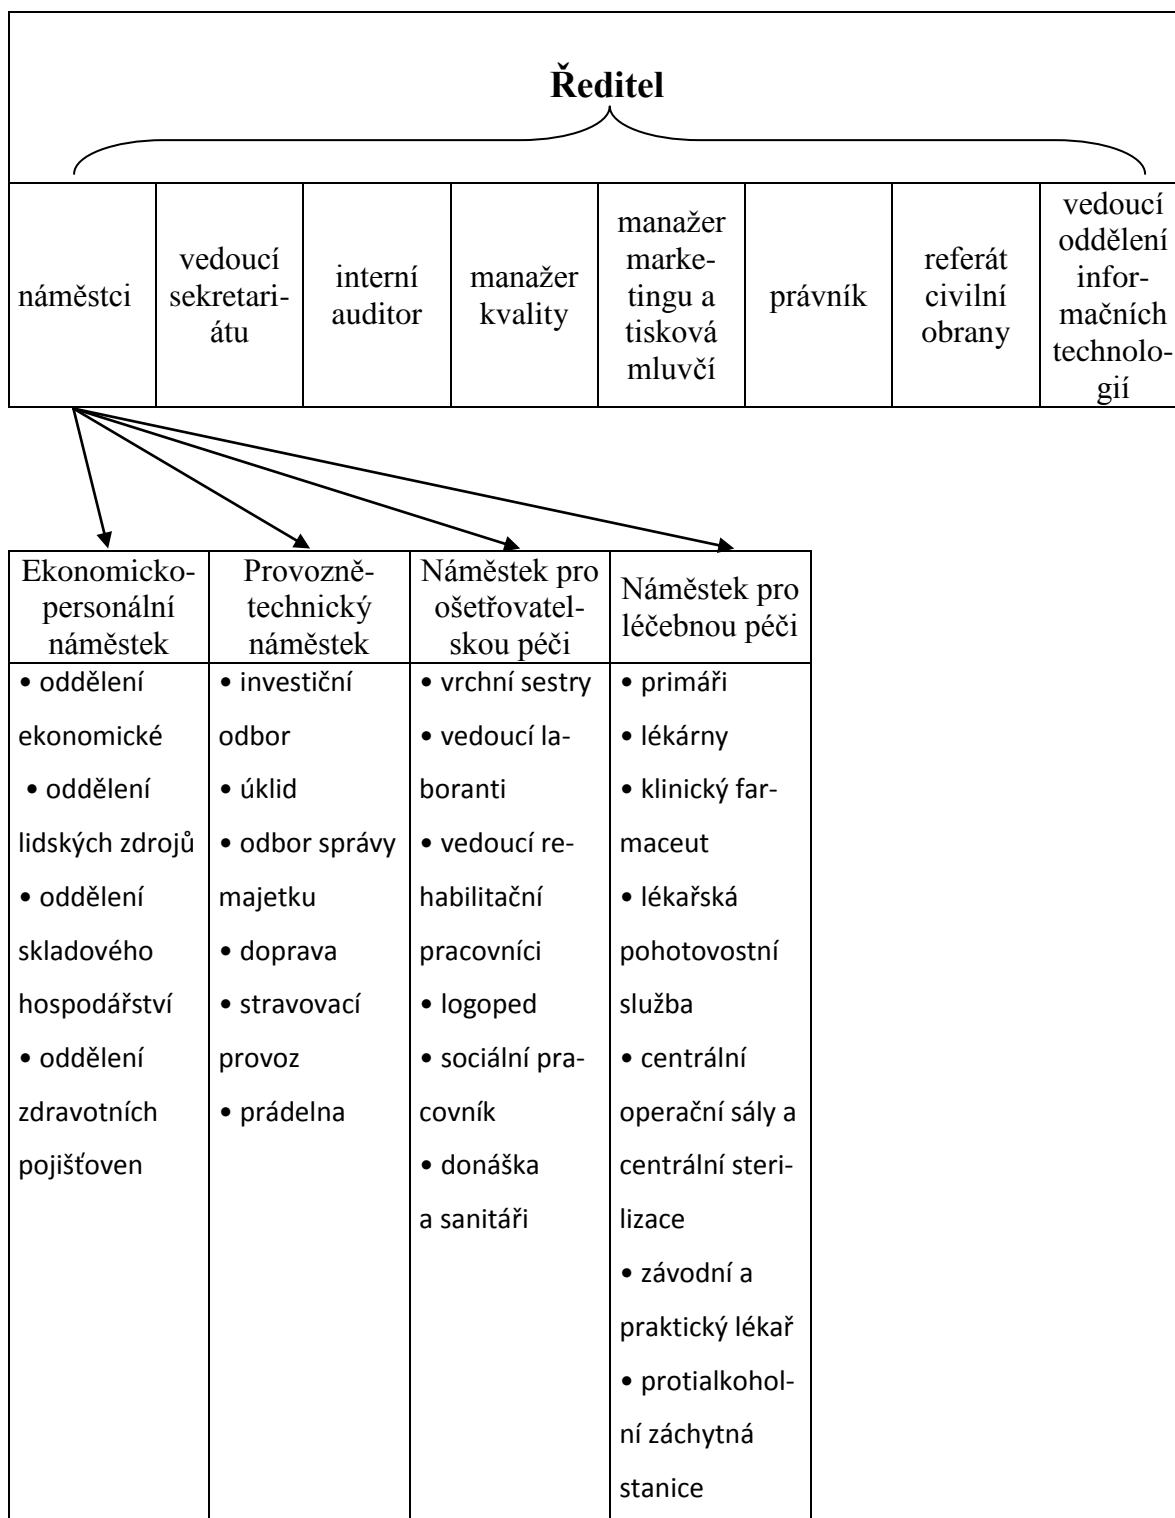 Ředitel
náměstci
vedoucí
sekretari-
átu
interní
auditor
manažer
kvality
manažer
marke-
tingu a
tisková
mluvčí
právník
referát
civilní
obrany
vedoucí
oddělení
infor-
mačních
technolo-
gií
Ekonomicko-
personální
náměstek
Provozně-
technický
náměstek
Náměstek pro
ošetřovatel-
skou péči
Náměstek pro
léčebnou péči
• oddělení
ekonomické
• oddělení
lidských zdrojů
• oddělení
skladového
hospodářství
• oddělení
zdravotních
pojišťoven
• investiční
odbor
• úklid
• odbor správy
majetku
• doprava
• stravovací
provoz
• prádelna
• vrchní sestry
• vedoucí la-
boranti
• vedoucí re-
habilitační
pracovníci
• logoped
• sociální pra-
covník
• donáška
a sanitáři
• primáři
• lékárny
• klinický far-
maceut
• lékařská
pohotovostní
služba
• centrální
operační sály a
centrální steri-
lizace
• závodní a
praktický lékař
• protialkohol-
ní záchytná
stanice